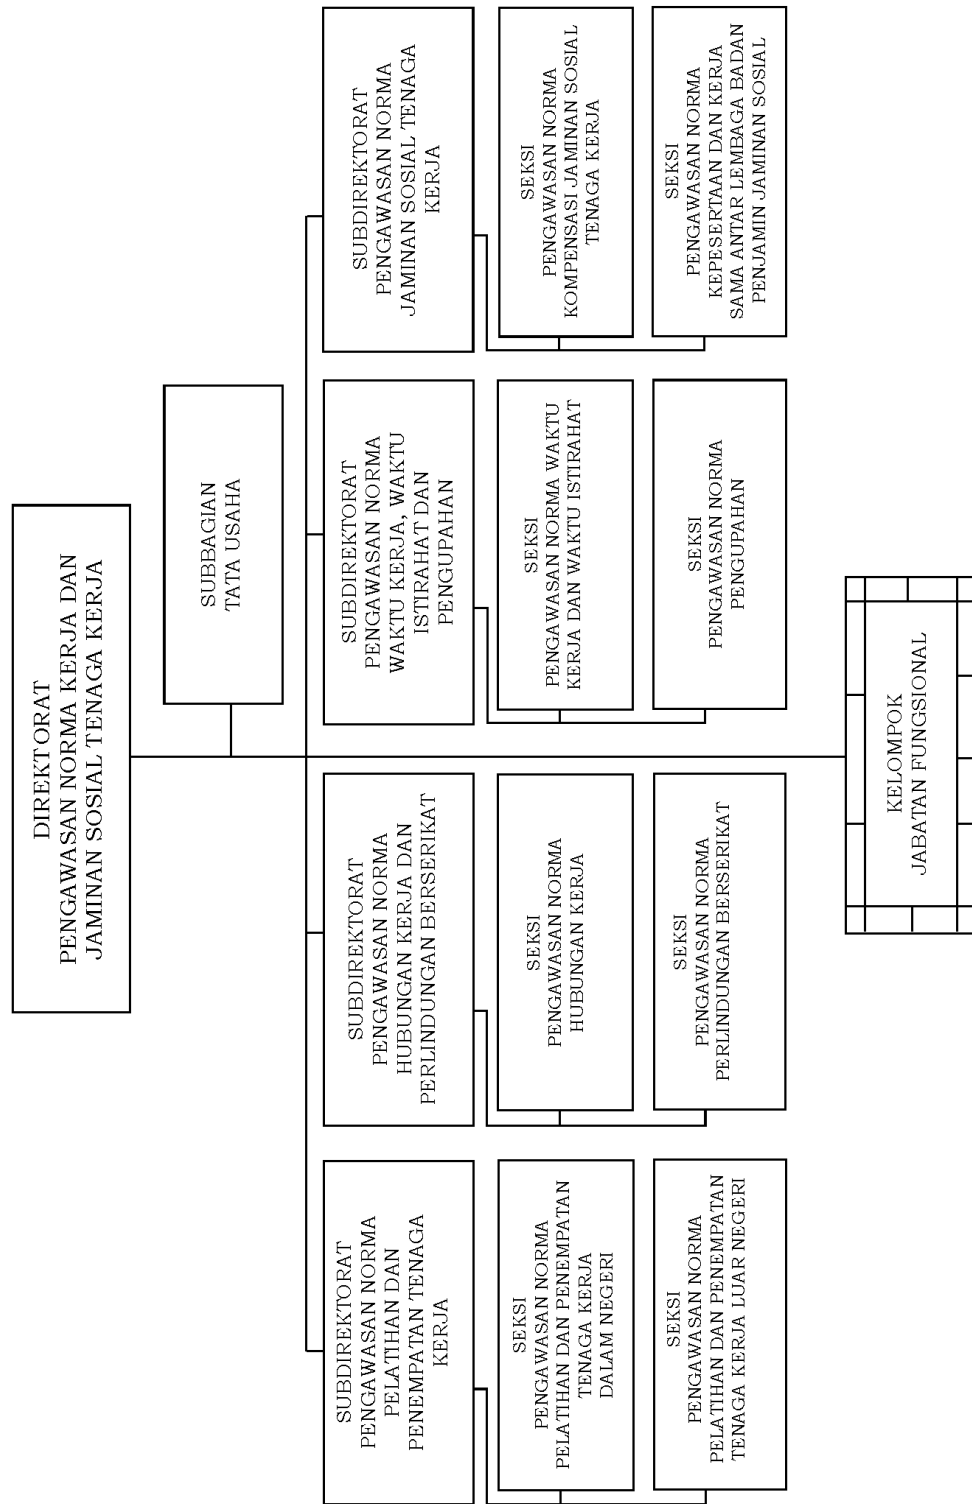 DIREKTORAT
PENGAWASAN NORMA KERJA DAN
JAMINAN SOSIAL TENAGA KERJA
SUBBAGIAN
TATA USAHA
SUBDIREKTORAT
PENGAWASAN NORMA
PELATIHAN DAN
PENEMPATAN TENAGA
KERJA
SUBDIREKTORAT
PENGAWASAN NORMA
HUBUNGAN KERJA DAN
PERLINDUNGAN BERSERIKAT
SUBDIREKTORAT
PENGAWASAN NORMA
WAKTU KERJA, WAKTU
ISTIRAHAT DAN
PENGUPAHAN
SUBDIREKTORAT
PENGAWASAN NORMA
JAMINAN SOSIAL TENAGA
KERJA
SEKSI
PENGAWASAN NORMA
PELATIHAN DAN PENEMPATAN
TENAGA KERJA
DALAM NEGERI
SEKSI
PENGAWASAN NORMA
HUBUNGAN KERJA
SEKSI
PENGAWASAN NORMA WAKTU
KERJA DAN WAKTU ISTIRAHAT
SEKSI
PENGAWASAN NORMA
KOMPENSASI JAMINAN SOSIAL
TENAGA KERJA
SEKSI
PENGAWASAN NORMA
PELATIHAN DAN PENEMPATAN
TENAGA KERJA LUAR NEGERI
SEKSI
PENGAWASAN NORMA
PERLINDUNGAN BERSERIKAT
SEKSI
PENGAWASAN NORMA
PENGUPAHAN
SEKSI
PENGAWASAN NORMA
KEPESERTAAN DAN KERJA
SAMA ANTAR LEMBAGA BADAN
PENJAMIN JAMINAN SOSIAL
KELOMPOK
JABATAN FUNGSIONAL